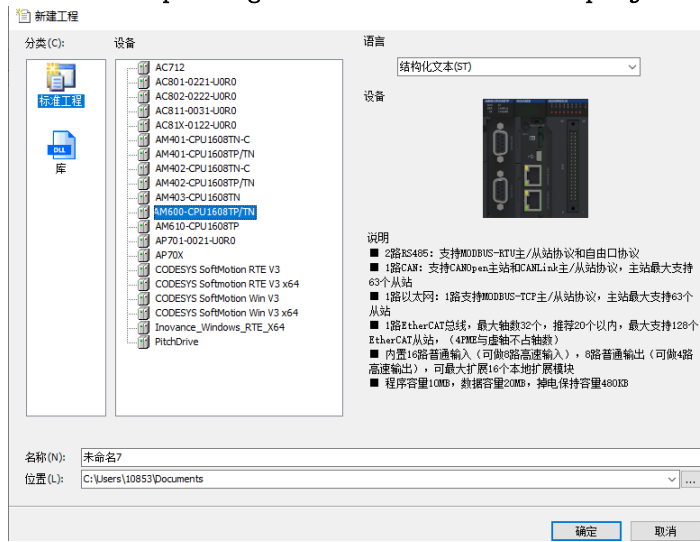 新建工程
分类(C):
设备
标准工程
DLL
库
AC712
AC801-0221-U0R0
AC802-0222-U0R0
AC811-0031-U0R0
AC81X-0122-U0R0
AM401-CPU1608TN-C
AM401-CPU1608TP/TN
AM402-CPU1608TN-C
AM402-CPU1608TP/TN
AM403-CPU1608TN
AM600-CPU1608TP/TN
AM610-CPU1608TP
AP701-0021-U0R0
AP70X
CODESYS SoftMotion RTE V3
CODESYS SoftMotion RTE V3 x64
CODESYS SoftMotion Win V3
CODESYS SoftMotion Win V3 x64
Inovance_Windows_RTE_X64
PitchDrive
语言
结构化文本(ST)
设备
说明
■ 2路RS485: 支持MODBUS-RTU主/从站协议和自由口协议
■ 1路CAN: 支持CANOpen主站和CANLink主/从站协议，主站最大支持
63个从站
■ 1路以太网: 1路支持MODBUS-TCP主/从站协议，主站最大支持63个
从站
■ 1路EtherCAT总线，最大轴数32个，推荐20个以内，最大支持128个
EtherCAT从站，（4PME与虚轴不占轴数）
■ 内置16路普通输入（可做8路高速输入），8路普通输出（可做4路
高速输出），可最大扩展16个本地扩展模块
■ 程序容量10MB，数据容量20MB，掉电保持容量480KB
名称(N):
未命名7
位置(L):
C:\Users\10853\Documents
...
确定
取消